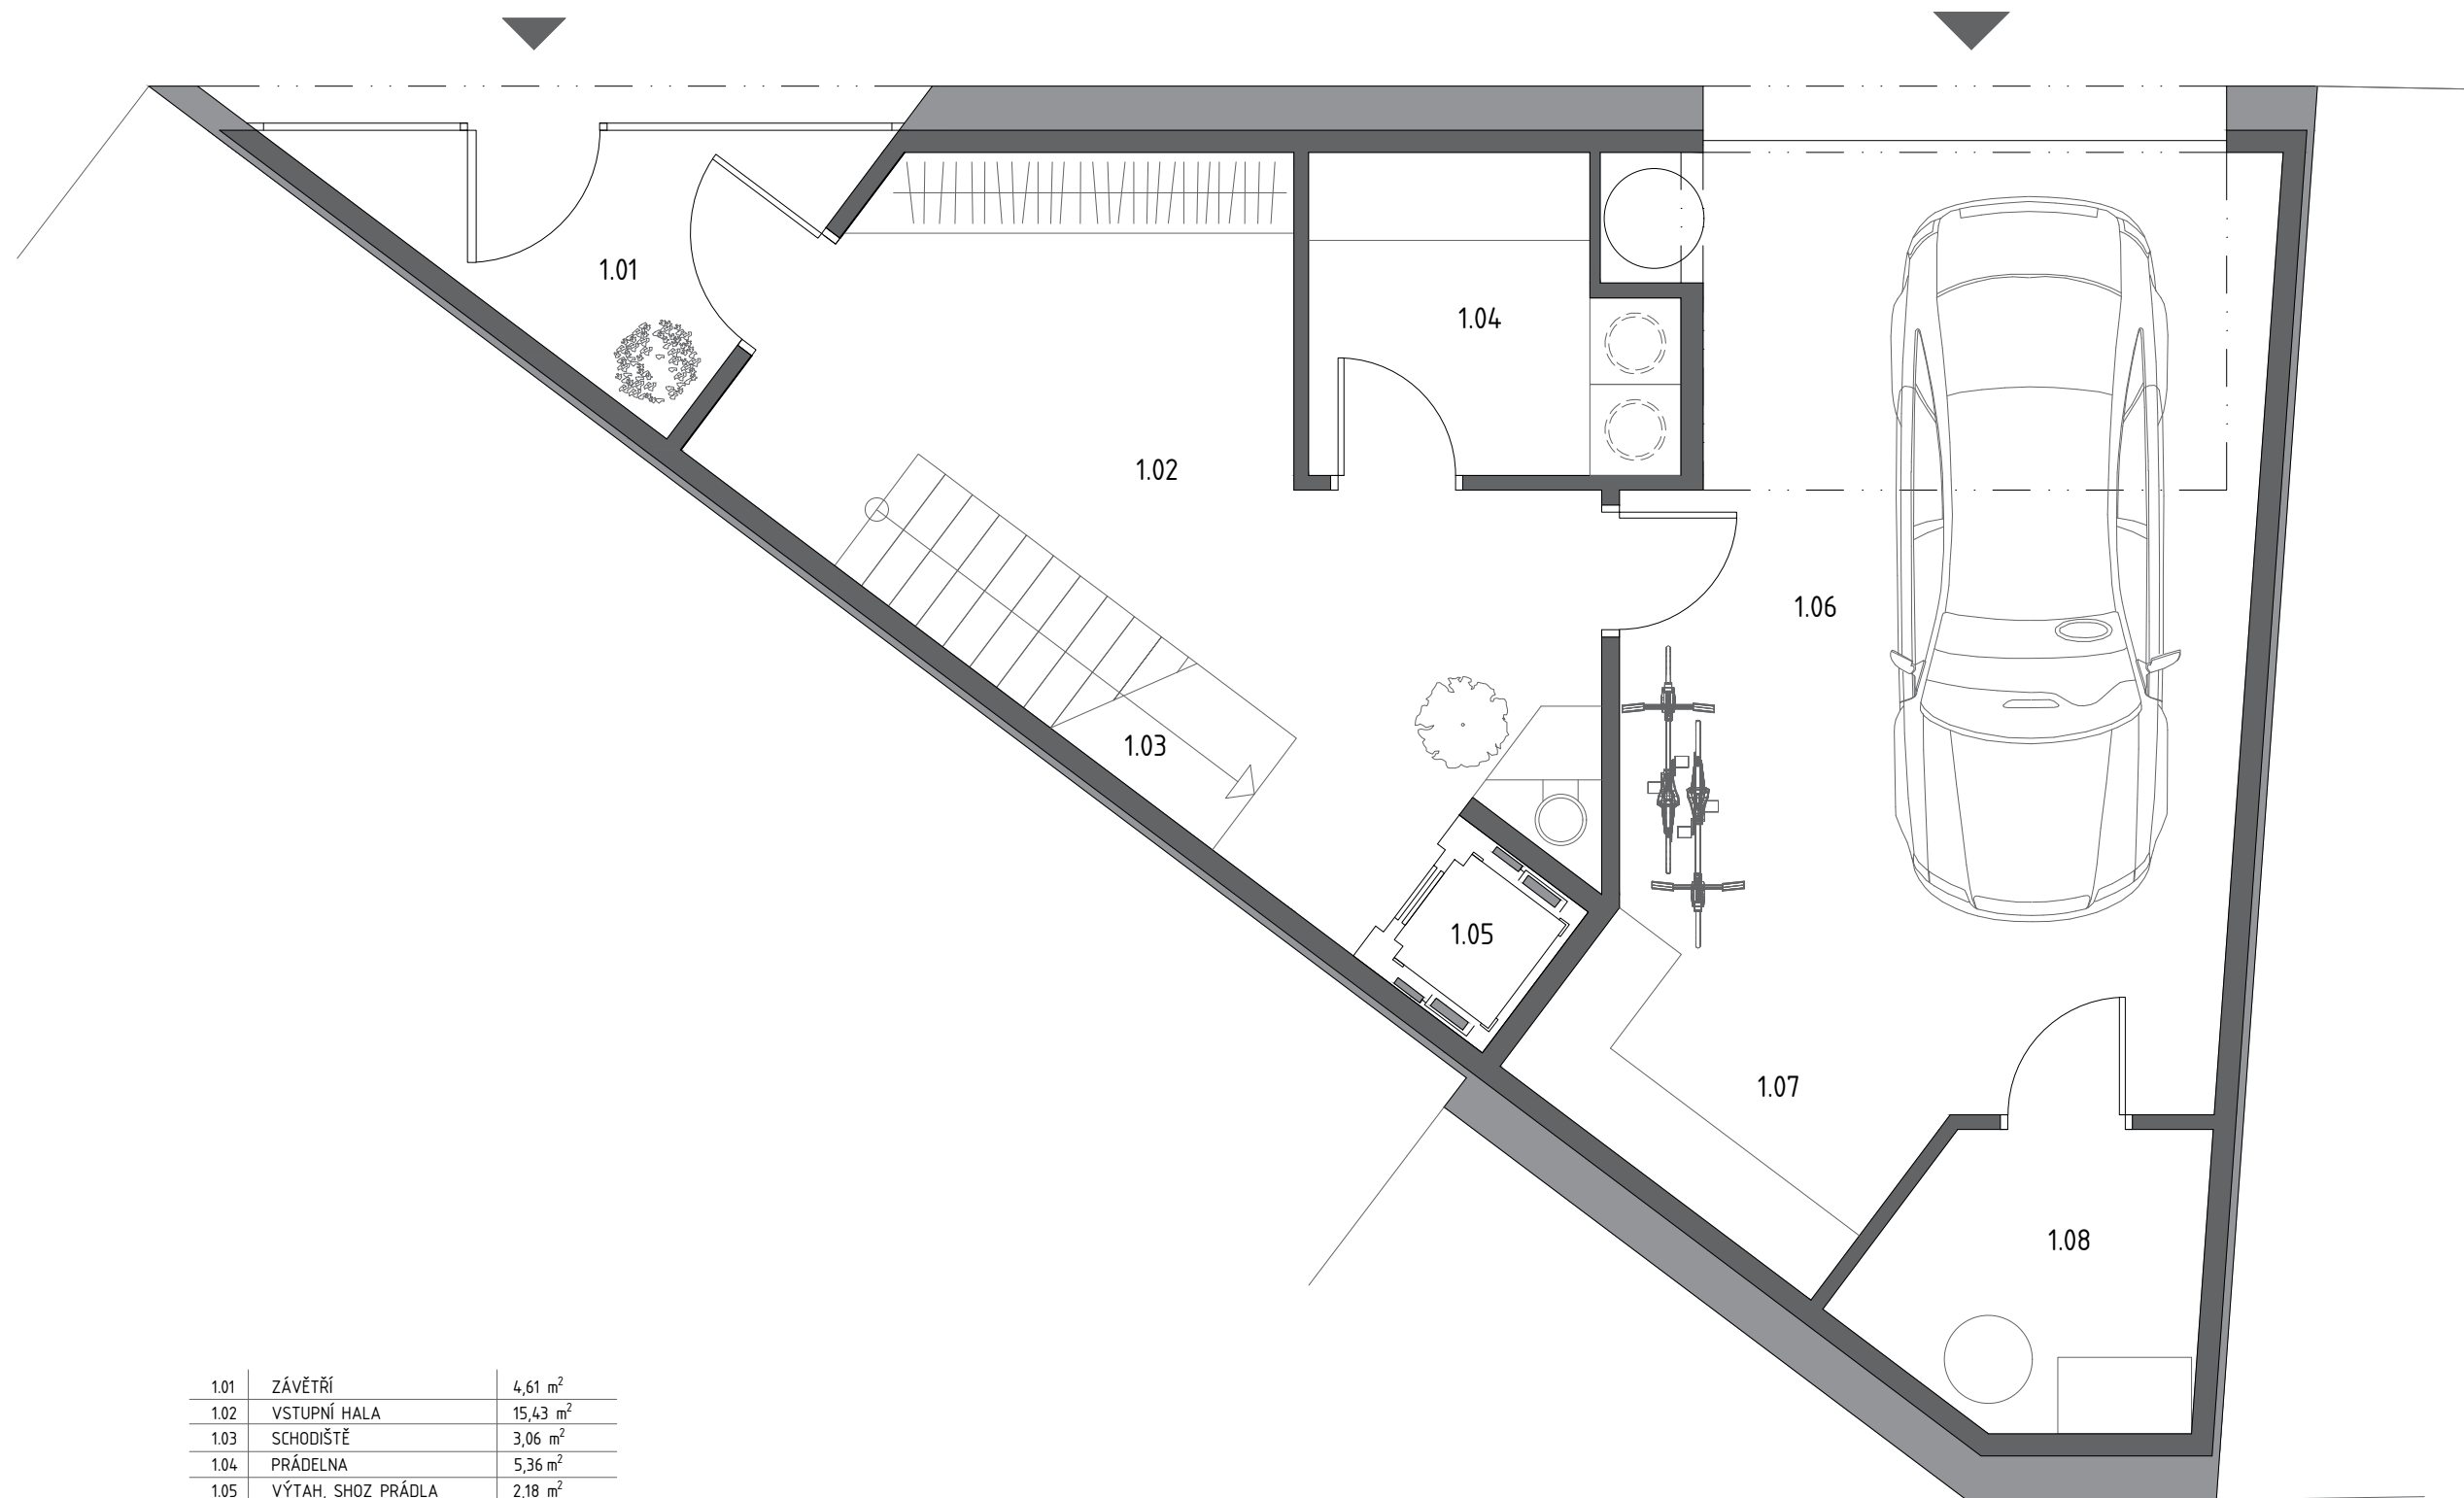 1.01
1.04
1.02
1.06
1.03
1.05
1.07
1.08
1.01 ZÁVĚTŘÍ 4,61 m²
1.02 VSTUPNÍ HALA 15,43 m²
1.03 SCHODIŠTĚ 3,06 m²
1.04 PRÁDELNA 5,36 m²
1.05 VÝTAH, SHOZ PRÁDLA 2,18 m²